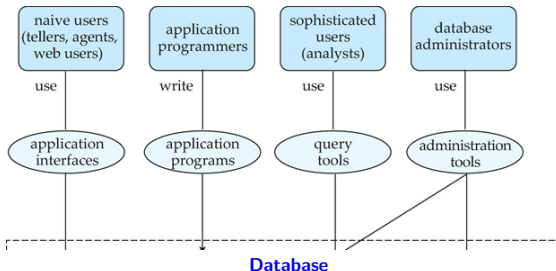 naive users
(tellers, agents,
web users)
application
programmers
sophisticated
users
(analysts)
database
administrators
use
write
use
use
application
interfaces
application
programs
query
tools
administration
tools
Database